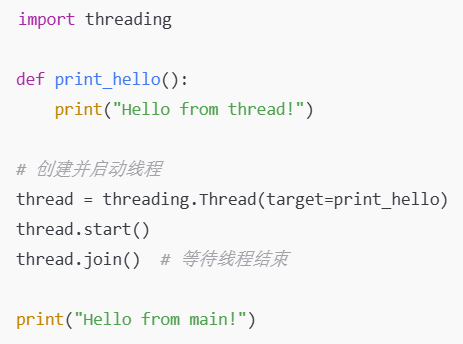 import threading

def print_hello():
    print("Hello from thread!")

# 创建并启动线程
thread = threading.Thread(target=print_hello)
thread.start()
thread.join()  # 等待线程结束

print("Hello from main!")